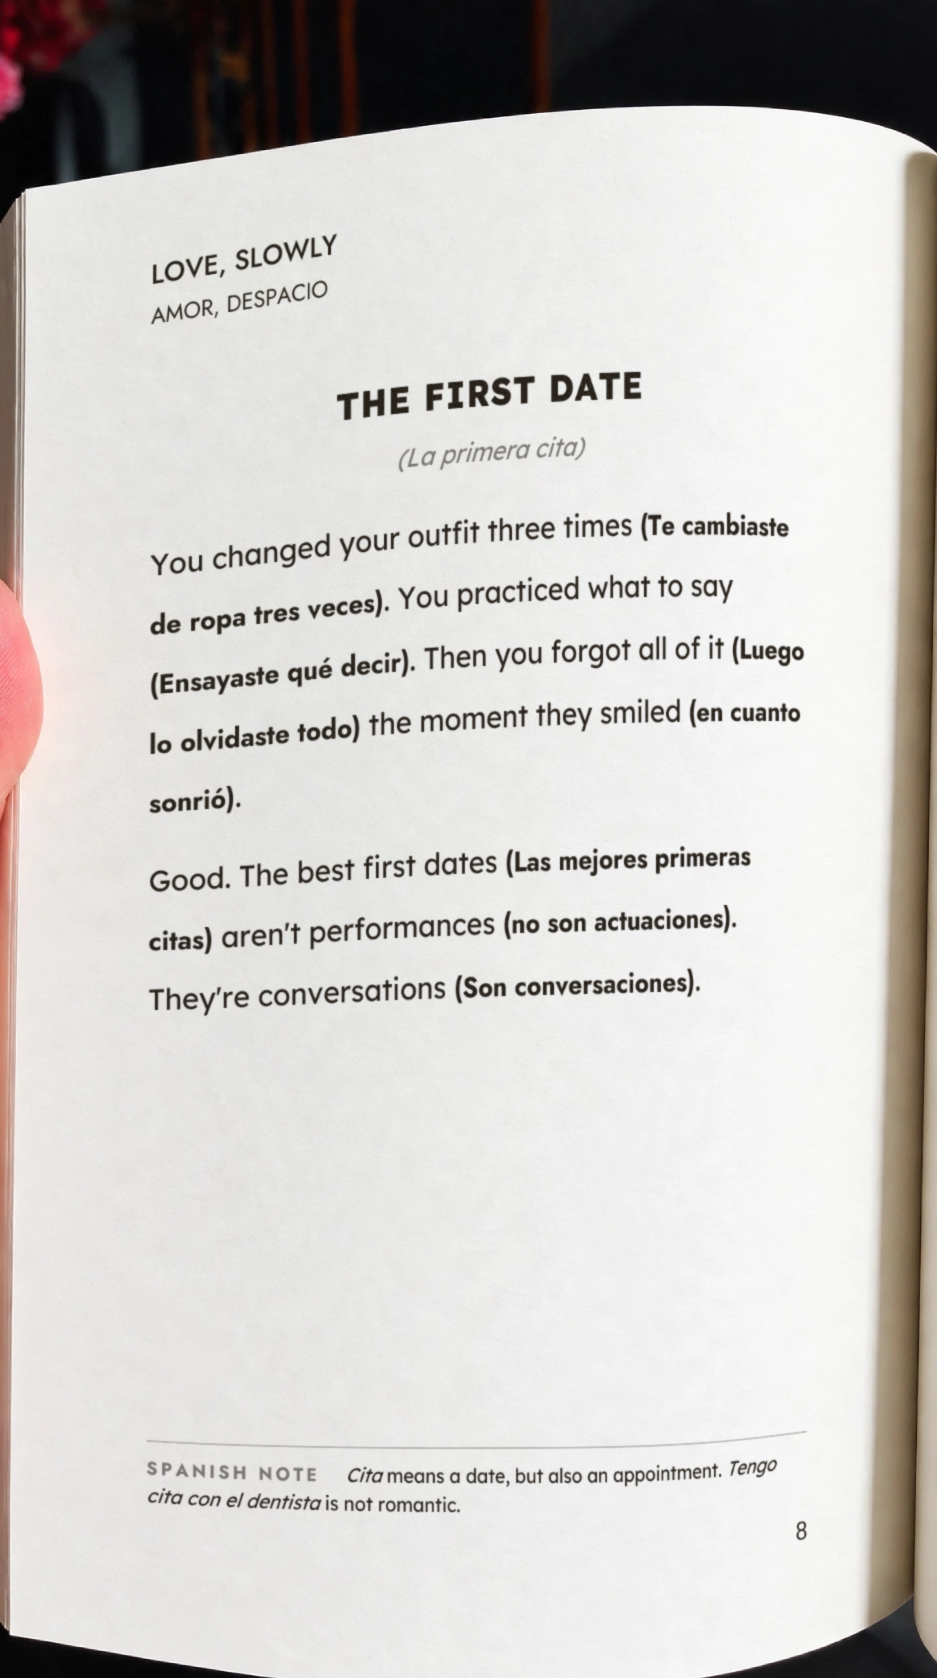 LOVE, SLOWLY
AMOR, DESPACIO
THE FIRST DATE
(La primera cita)
You changed your outfit three times (Te cambiaste
de ropa tres veces). You practiced what to say
(Ensayaste qué decir). Then you forgot all of it (Luego
lo olvidaste todo) the moment they smiled (en cuanto
sonrió).
Good. The best first dates (Las mejores primeras
citas) aren't performances (no son actuaciones).
They're conversations (Son conversaciones).
SPANISH NOTE Cita means a date, but also an appointment. Tengo
cita con el dentista is not romantic.
8